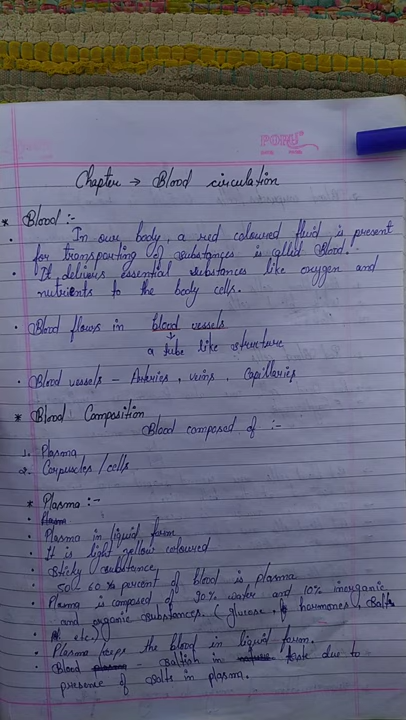 Chapter → Blood circulation
* Blood :-
• In our body, a red coloured fluid is present
for transporting of substances is called Blood.
• It delivers essential substances like oxygen and
nutrients to the body cells.
• Blood flows in blood vessels
↓
a tube like structure
• Blood vessels - Arteries, veins, Capillaries
* Blood Composition
Blood composed of :-
1. Plasma
2. Corpuscles / cells
* Plasma :-
• Plasma in liquid form
• It is light yellow coloured
• Sticky substance
• 50 - 60 % percent of blood is plasma
• Plasma is composed of 90% water and 10% inorganic
and organic substances. ( glucose, hormones, Salts
etc.)
• Plasma keeps the blood in liquid form.
• Blood - Saltish in taste due to
presence of salts in plasma.